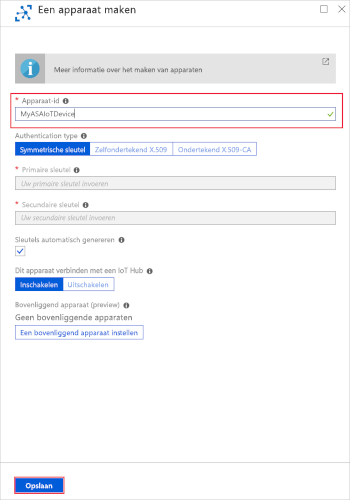 Een apparaat maken
Meer informatie over het maken van apparaten
* Apparaat-id
MyASAIoTDevice
Authentication type
Symmetrische sleutel Zelfondertekend X.509 Ondertekend X.509-CA
* Primaire sleutel
Uw primaire sleutel invoeren
* Secundaire sleutel
Uw secundaire sleutel invoeren
Sleutels automatisch genereren
Dit apparaat verbinden met een IoT Hub
Inschakelen Uitschakelen
Bovenliggend apparaat (preview)
Geen bovenliggende apparaten
Een bovenliggend apparaat instellen
Opslaan